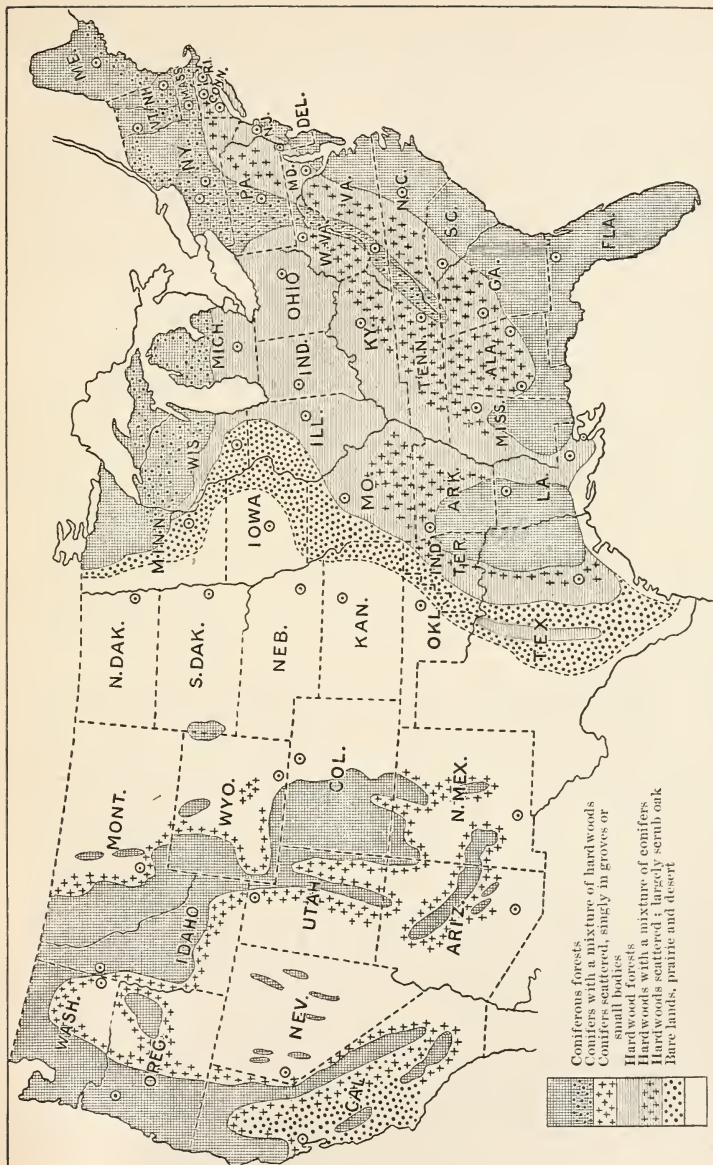 WASH.
MONT.
N. DAK.
MINN.
ME.
OREG.
IDAHO
WYO.
S. DAK.
WIS.
MICH.
VT.
N.H.
N.Y.
MASS.
R.I.
CONN.
NEV.
UTAH
COL.
NEB.
IOWA
ILL.
IND.
OHIO
PA.
N.J.
DEL.
MD.
CAL.
KAN.
MO.
KY.
W.VA.
VA.
ARIZ.
N. MEX.
OKL.
IND.
TER.
ARK.
TENN.
N.C.
S.C.
TEX.
LA.
MISS.
ALA.
GA.
FLA.
Coniferous forests
Conifers with a mixture of hardwoods
Conifers scattered, singly in groves or
small bodies
Hardwood forests
Hardwoods with a mixture of conifers
Hardwoods scattered; largely scrub oak
Bare lands, prairie and desert